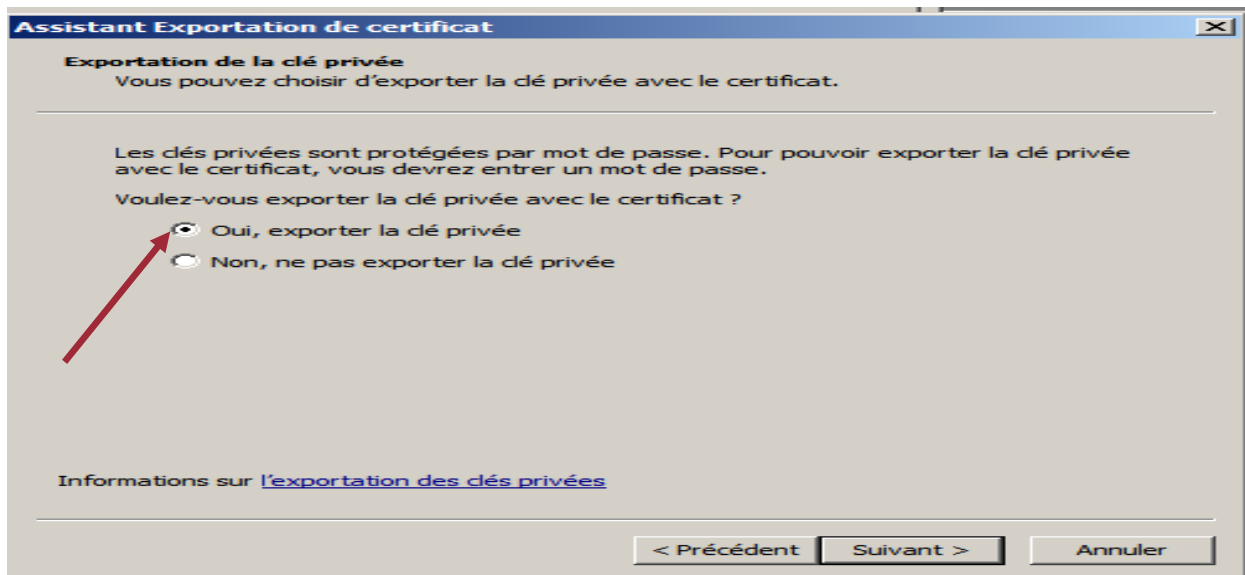 Assistant Exportation de certificat
Exportation de la clé privée
Vous pouvez choisir d'exporter la clé privée avec le certificat.
Les clés privées sont protégées par mot de passe. Pour pouvoir exporter la clé privée
avec le certificat, vous devrez entrer un mot de passe.
Voulez-vous exporter la clé privée avec le certificat ?
Oui, exporter la clé privée
Non, ne pas exporter la clé privée
Informations sur l'exportation des clés privées
< Précédent Suivant > Annuler